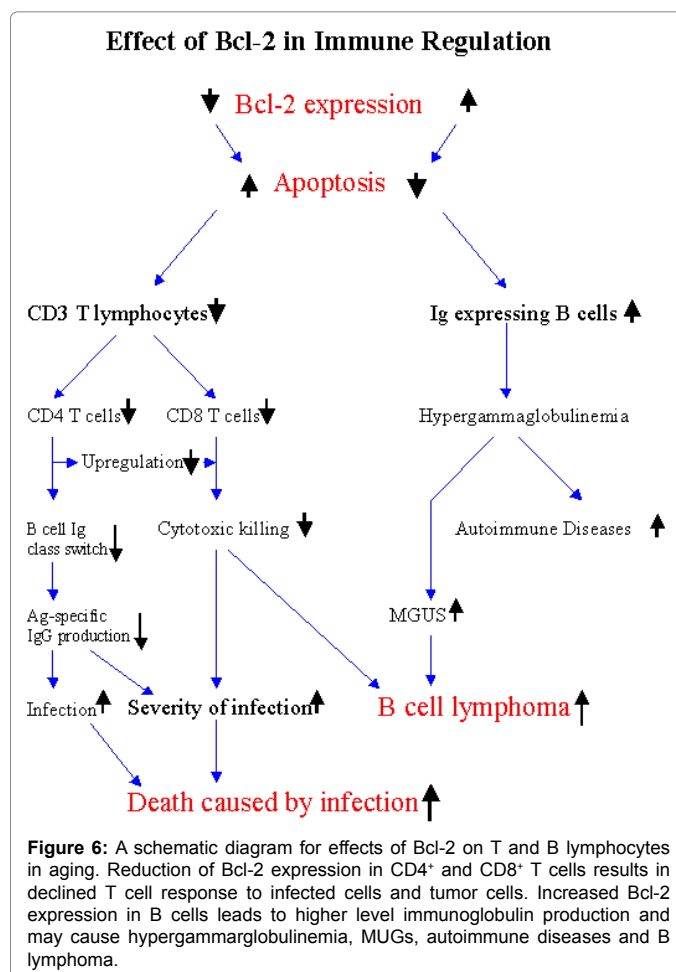 Effect of Bcl-2 in Immune Regulation
Bcl-2 expression
Apoptosis
CD3 T lymphocytes
Ig expressing B cells
CD4 T cells
CD8 T cells
Hypergammaglobulinemia
Upregulation
B cell Ig
class switch
Cytotoxic killing
Autoimmune Diseases
Ag-specific
IgG production
MGUS
Infection
Severity of infection
B cell lymphoma
Death caused by infection
Figure 6: A schematic diagram for effects of Bcl-2 on T and B lymphocytes
in aging. Reduction of Bcl-2 expression in CD4⁺ and CD8⁺ T cells results in
declined T cell response to infected cells and tumor cells. Increased Bcl-2
expression in B cells leads to higher level immunoglobulin production and
may cause hypergammarglobulinemia, MUGs, autoimmune diseases and B
lymphoma.